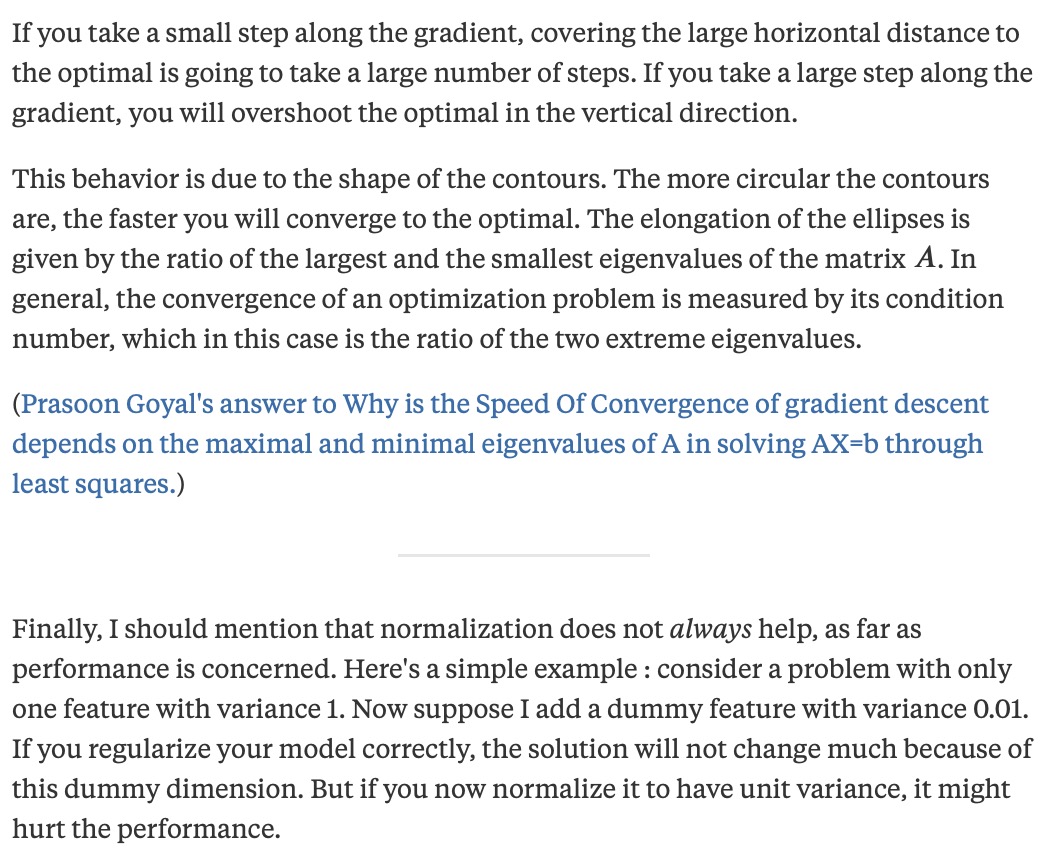 If you take a small step along the gradient, covering the large horizontal distance to
the optimal is going to take a large number of steps. If you take a large step along the
gradient, you will overshoot the optimal in the vertical direction.
This behavior is due to the shape of the contours. The more circular the contours
are, the faster you will converge to the optimal. The elongation of the ellipses is
given by the ratio of the largest and the smallest eigenvalues of the matrix A. In
general, the convergence of an optimization problem is measured by its condition
number, which in this case is the ratio of the two extreme eigenvalues.
(Prasoon Goyal's answer to Why is the Speed Of Convergence of gradient descent
depends on the maximal and minimal eigenvalues of A in solving AX=b through
least squares.)
Finally, I should mention that normalization does not always help, as far as
performance is concerned. Here's a simple example : consider a problem with only
one feature with variance 1. Now suppose I add a dummy feature with variance 0.01.
If you regularize your model correctly, the solution will not change much because of
this dummy dimension. But if you now normalize it to have unit variance, it might
hurt the performance.